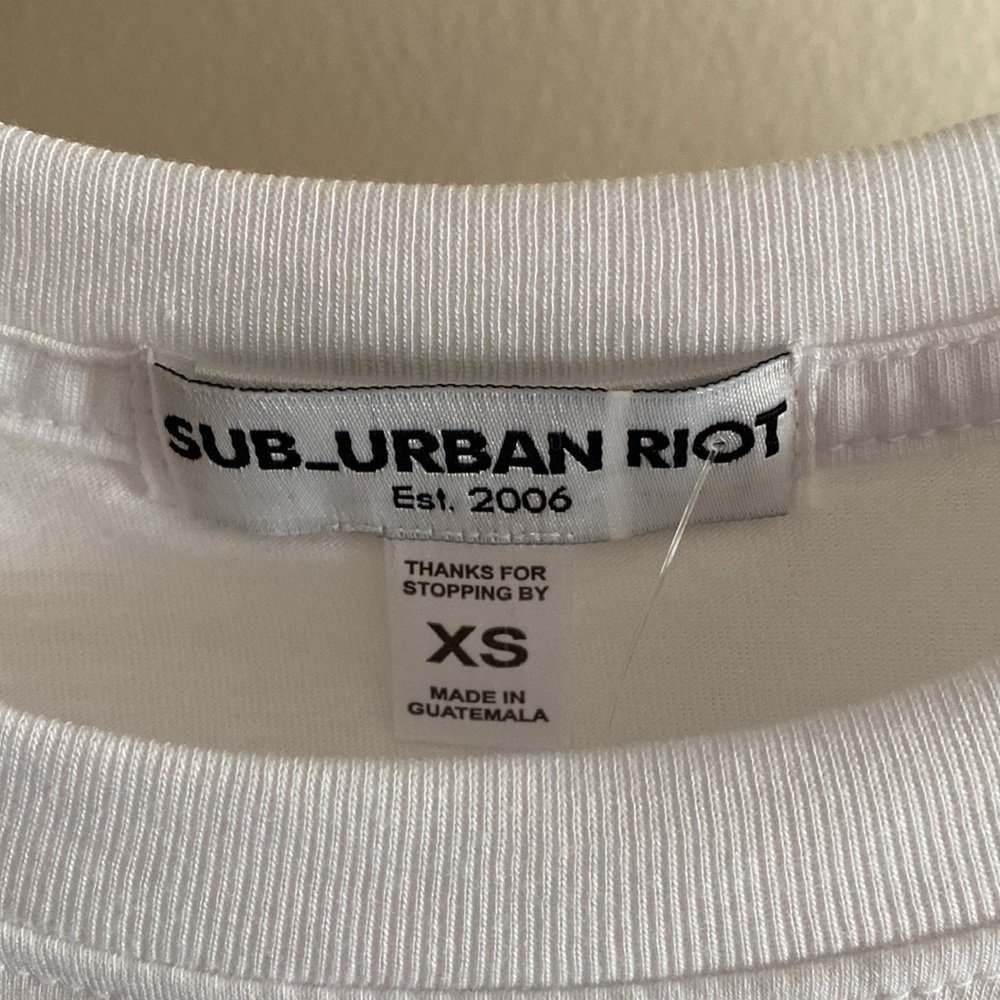 SUB_URBAN RIOT
Est. 2006
THANKS FOR
STOPPING BY
XS
MADE IN
GUATEMALA